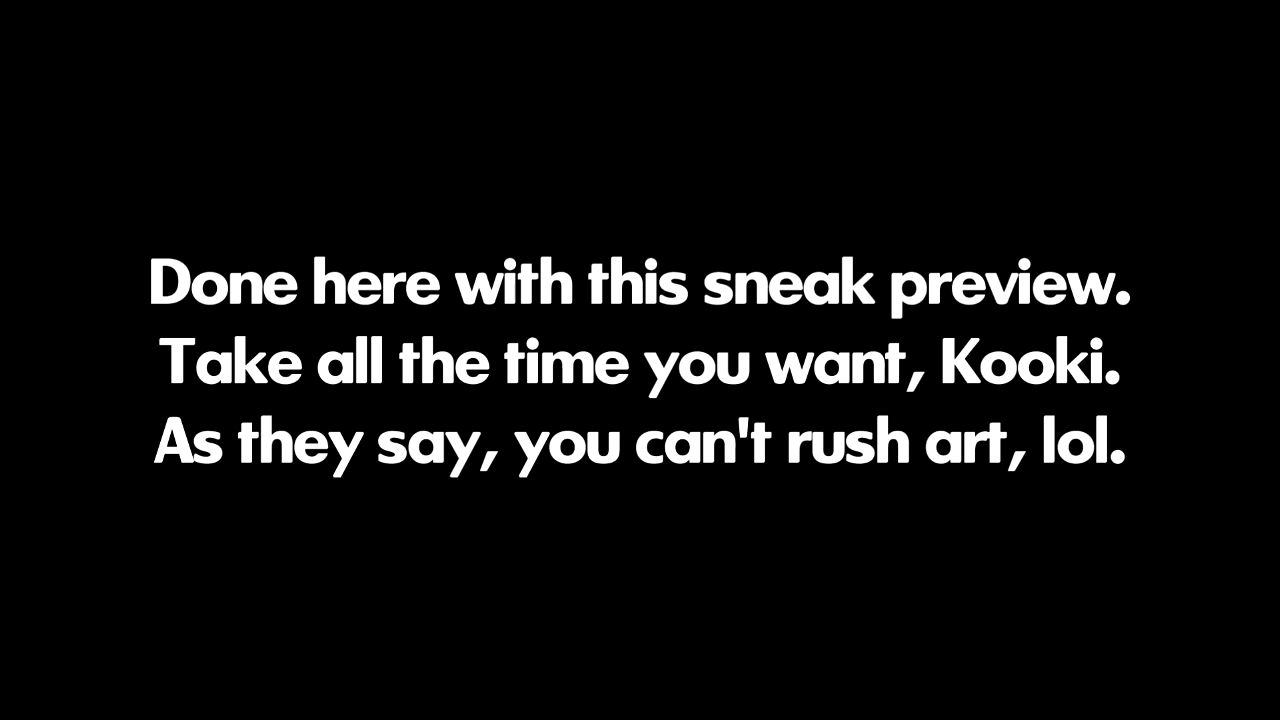 Done here with this sneak preview.
Take all the time you want, Kooki.
As they say, you can't rush art, lol.